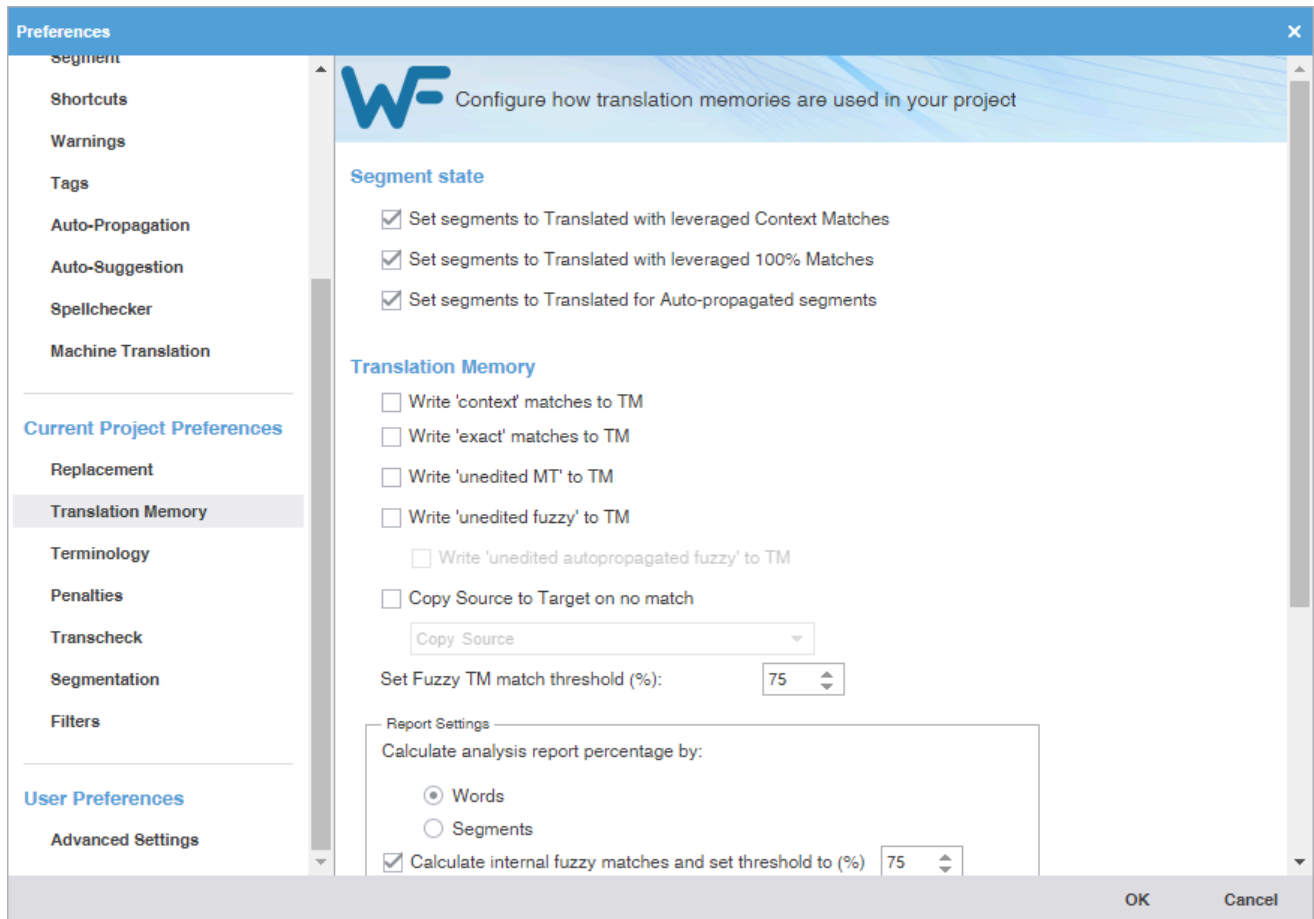 Preferences
Segment
Shortcuts
Warnings
Tags
Auto-Propagation
Auto-Suggestion
Spellchecker
Machine Translation
Current Project Preferences
Replacement
Translation Memory
Terminology
Penalties
Transcheck
Segmentation
Filters
User Preferences
Advanced Settings
WF Configure how translation memories are used in your project
Segment state
Set segments to Translated with leveraged Context Matches
Set segments to Translated with leveraged 100% Matches
Set segments to Translated for Auto-propagated segments
Translation Memory
Write 'context' matches to TM
Write 'exact' matches to TM
Write 'unedited MT' to TM
Write 'unedited fuzzy' to TM
Write 'unedited autopropagated fuzzy' to TM
Copy Source to Target on no match
Copy Source
Set Fuzzy TM match threshold (%): 75
Report Settings
Calculate analysis report percentage by:
Words
Segments
Calculate internal fuzzy matches and set threshold to (%) 75
OK Cancel